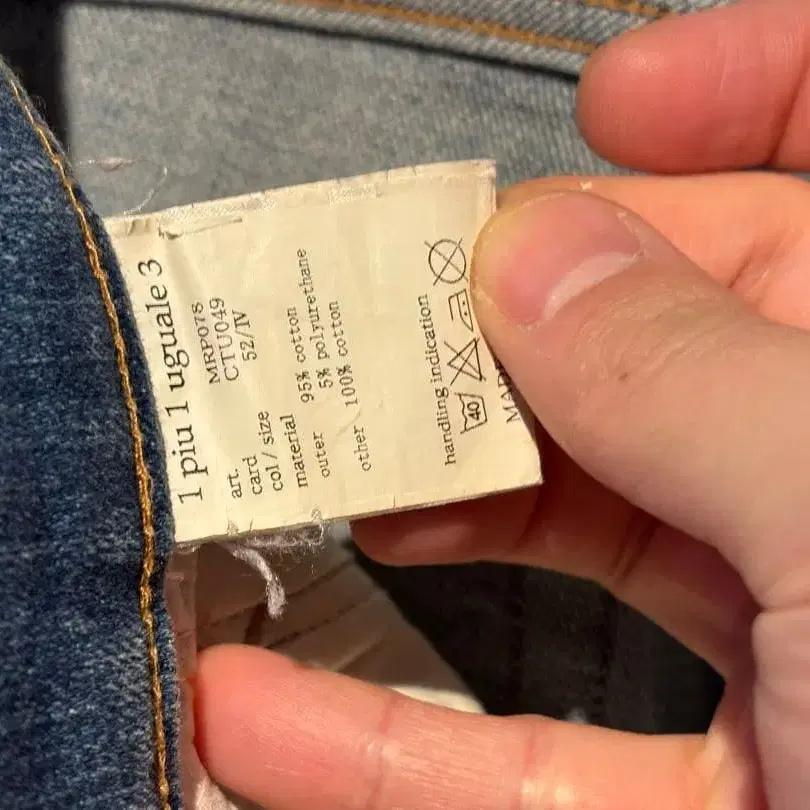 1 piu 1 uguale 3
art. MRP078
card CTU049
col / size 52/IV
material
outer 95% cotton
5% polyurethane
other 100% cotton
handling indication
40